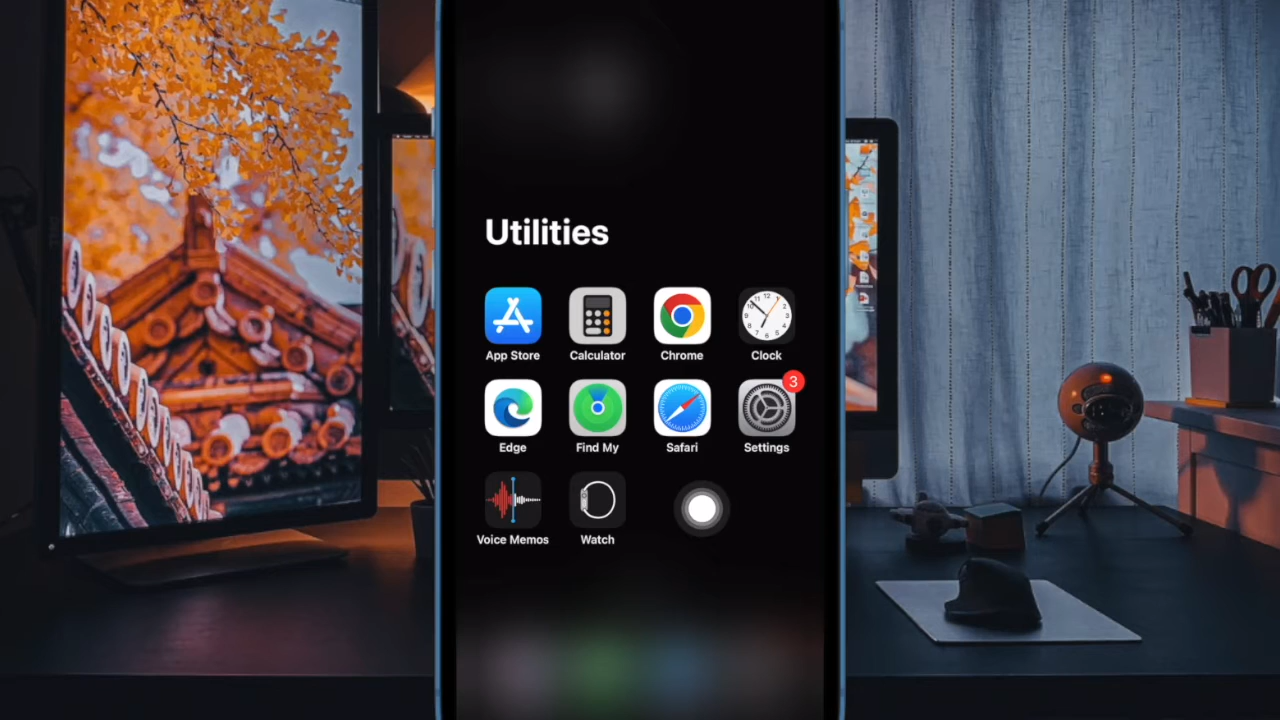 Utilities
App Store
Calculator
Chrome
Clock
3
Edge
Find My
Safari
Settings
Voice Memos
Watch